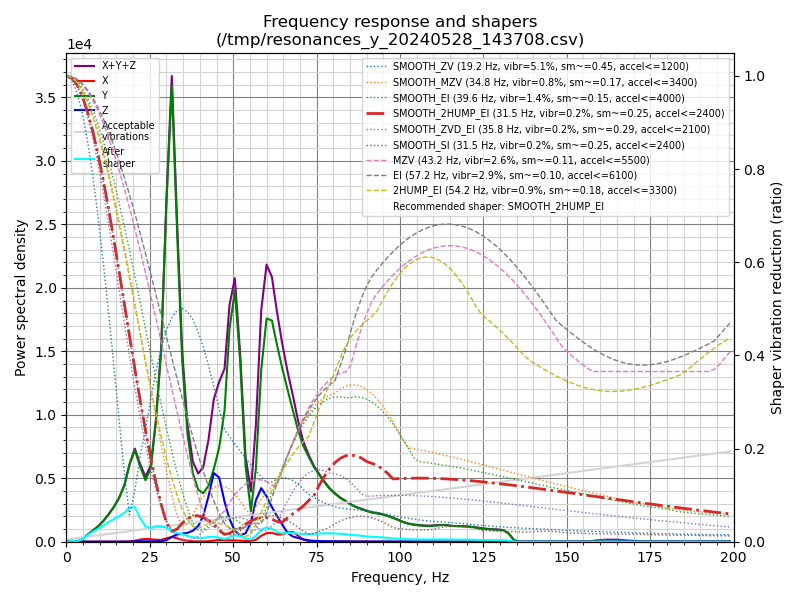 Frequency response and shapers
(/tmp/resonances_y_20240528_143708.csv)
1e4
X+Y+Z
X
Y
Z
Acceptable
vibrations
After
shaper
SMOOTH_ZV (19.2 Hz, vibr=5.1%, sm~=0.45, accel<=1200)
SMOOTH_MZV (34.8 Hz, vibr=0.8%, sm~=0.17, accel<=3400)
SMOOTH_EI (39.6 Hz, vibr=1.4%, sm~=0.15, accel<=4000)
SMOOTH_2HUMP_EI (31.5 Hz, vibr=0.2%, sm~=0.25, accel<=2400)
SMOOTH_ZVD_EI (35.8 Hz, vibr=0.2%, sm~=0.29, accel<=2100)
SMOOTH_SI (31.5 Hz, vibr=0.2%, sm~=0.25, accel<=2400)
MZV (43.2 Hz, vibr=2.6%, sm~=0.11, accel<=5500)
EI (57.2 Hz, vibr=2.9%, sm~=0.10, accel<=6100)
2HUMP_EI (54.2 Hz, vibr=0.9%, sm~=0.18, accel<=3300)
Recommended shaper: SMOOTH_2HUMP_EI
Power spectral density
3.5
3.0
2.5
2.0
1.5
1.0
0.5
0.0
Shaper vibration reduction (ratio)
1.0
0.8
0.6
0.4
0.2
0.0
0 25 50 75 100 125 150 175 200
Frequency, Hz